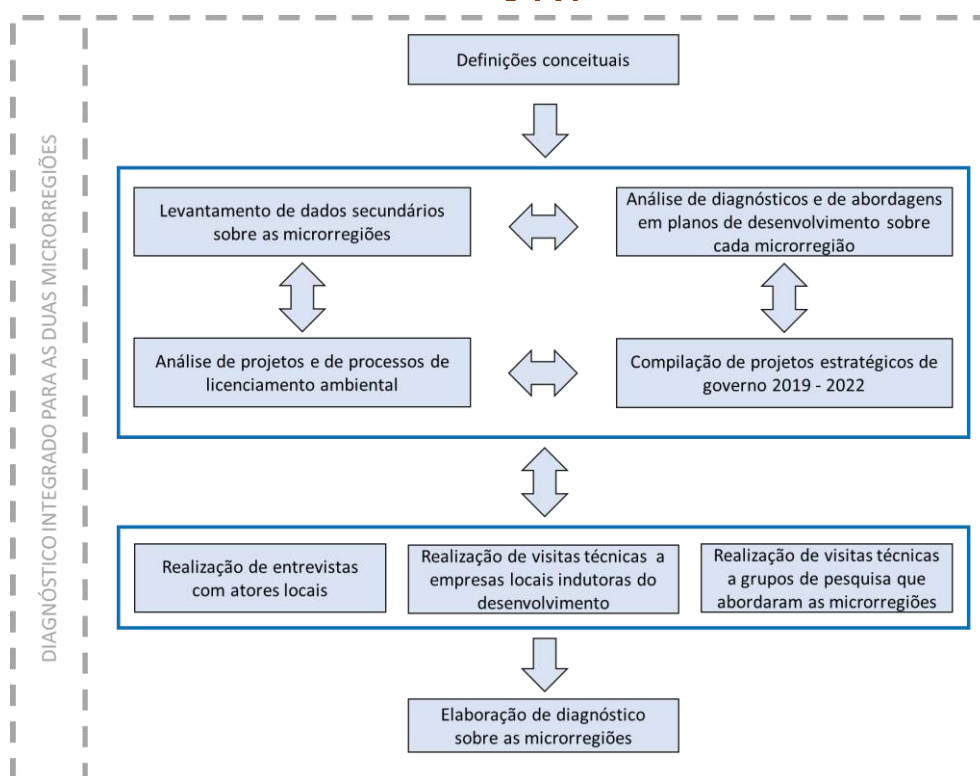 Definições conceituais
DIAGNÓSTICO INTEGRADO PARA AS DUAS MICRORREGIÕES
Levantamento de dados secundários
sobre as microrregiões
Análise de diagnósticos e de abordagens
em planos de desenvolvimento sobre
cada microrregião
Análise de projetos e de processos de
licenciamento ambiental
Compilação de projetos estratégicos de
governo 2019 - 2022
Realização de entrevistas
com atores locais
Realização de visitas técnicas a
empresas locais indutoras do
desenvolvimento
Realização de visitas técnicas
a grupos de pesquisa que
abordaram as microrregiões
Elaboração de diagnóstico
sobre as microrregiões